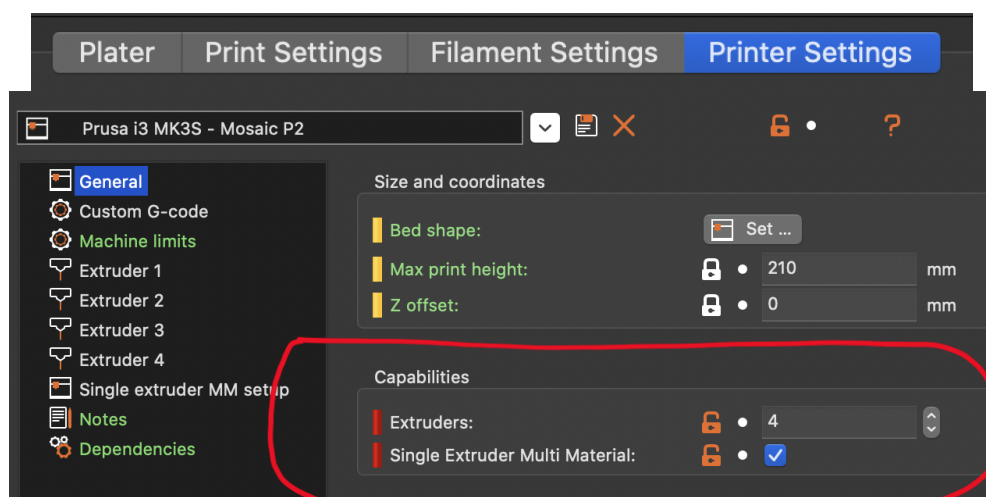 Plater Print Settings Filament Settings Printer Settings
Prusa i3 MK3S - Mosaic P2 ?
General
Custom G-code
Machine limits
Extruder 1
Extruder 2
Extruder 3
Extruder 4
Single extruder MM setup
Notes
Dependencies
Size and coordinates
Bed shape: Set ...
Max print height: 210 mm
Z offset: 0 mm
Capabilities
Extruders: 4
Single Extruder Multi Material: